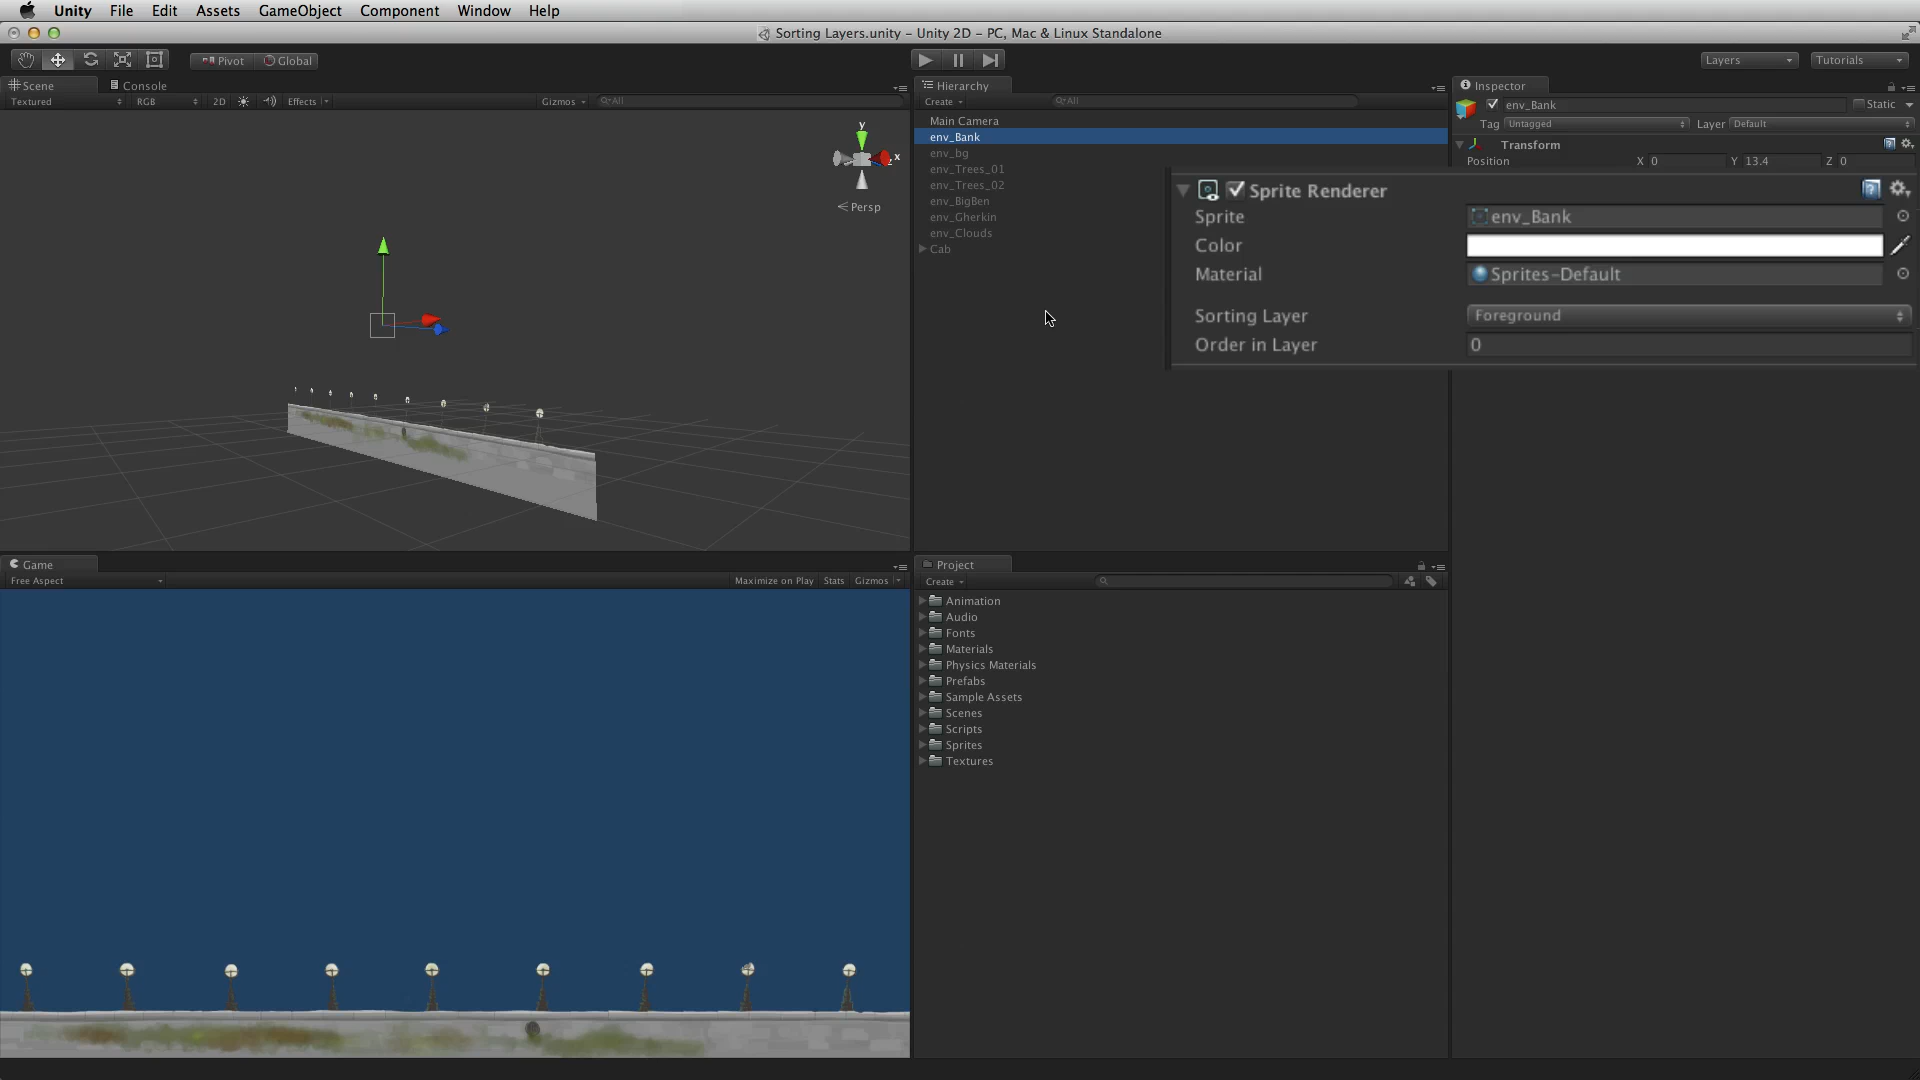 Unity File Edit Assets GameObject Component Window Help
Sorting Layers.unity – Unity 2D – PC, Mac & Linux Standalone
Pivot Global Layers Tutorials
Scene Console
Textured RGB 2D Effects Gizmos All
y
x
z
Persp
Game
Free Aspect Maximize on Play Stats Gizmos
Hierarchy
Create All
Main Camera
env_Bank
env_bg
env_Trees_01
env_Trees_02
env_BigBen
env_Gherkin
env_Clouds
Cab
Project
Create
Animation
Audio
Fonts
Materials
Physics Materials
Prefabs
Sample Assets
Scenes
Scripts
Sprites
Textures
Inspector
env_Bank Static
Tag Untagged Layer Default
Transform
Position X 0 Y 13.4 Z 0
Sprite Renderer
Sprite env_Bank
Color
Material Sprites-Default
Sorting Layer Foreground
Order in Layer 0